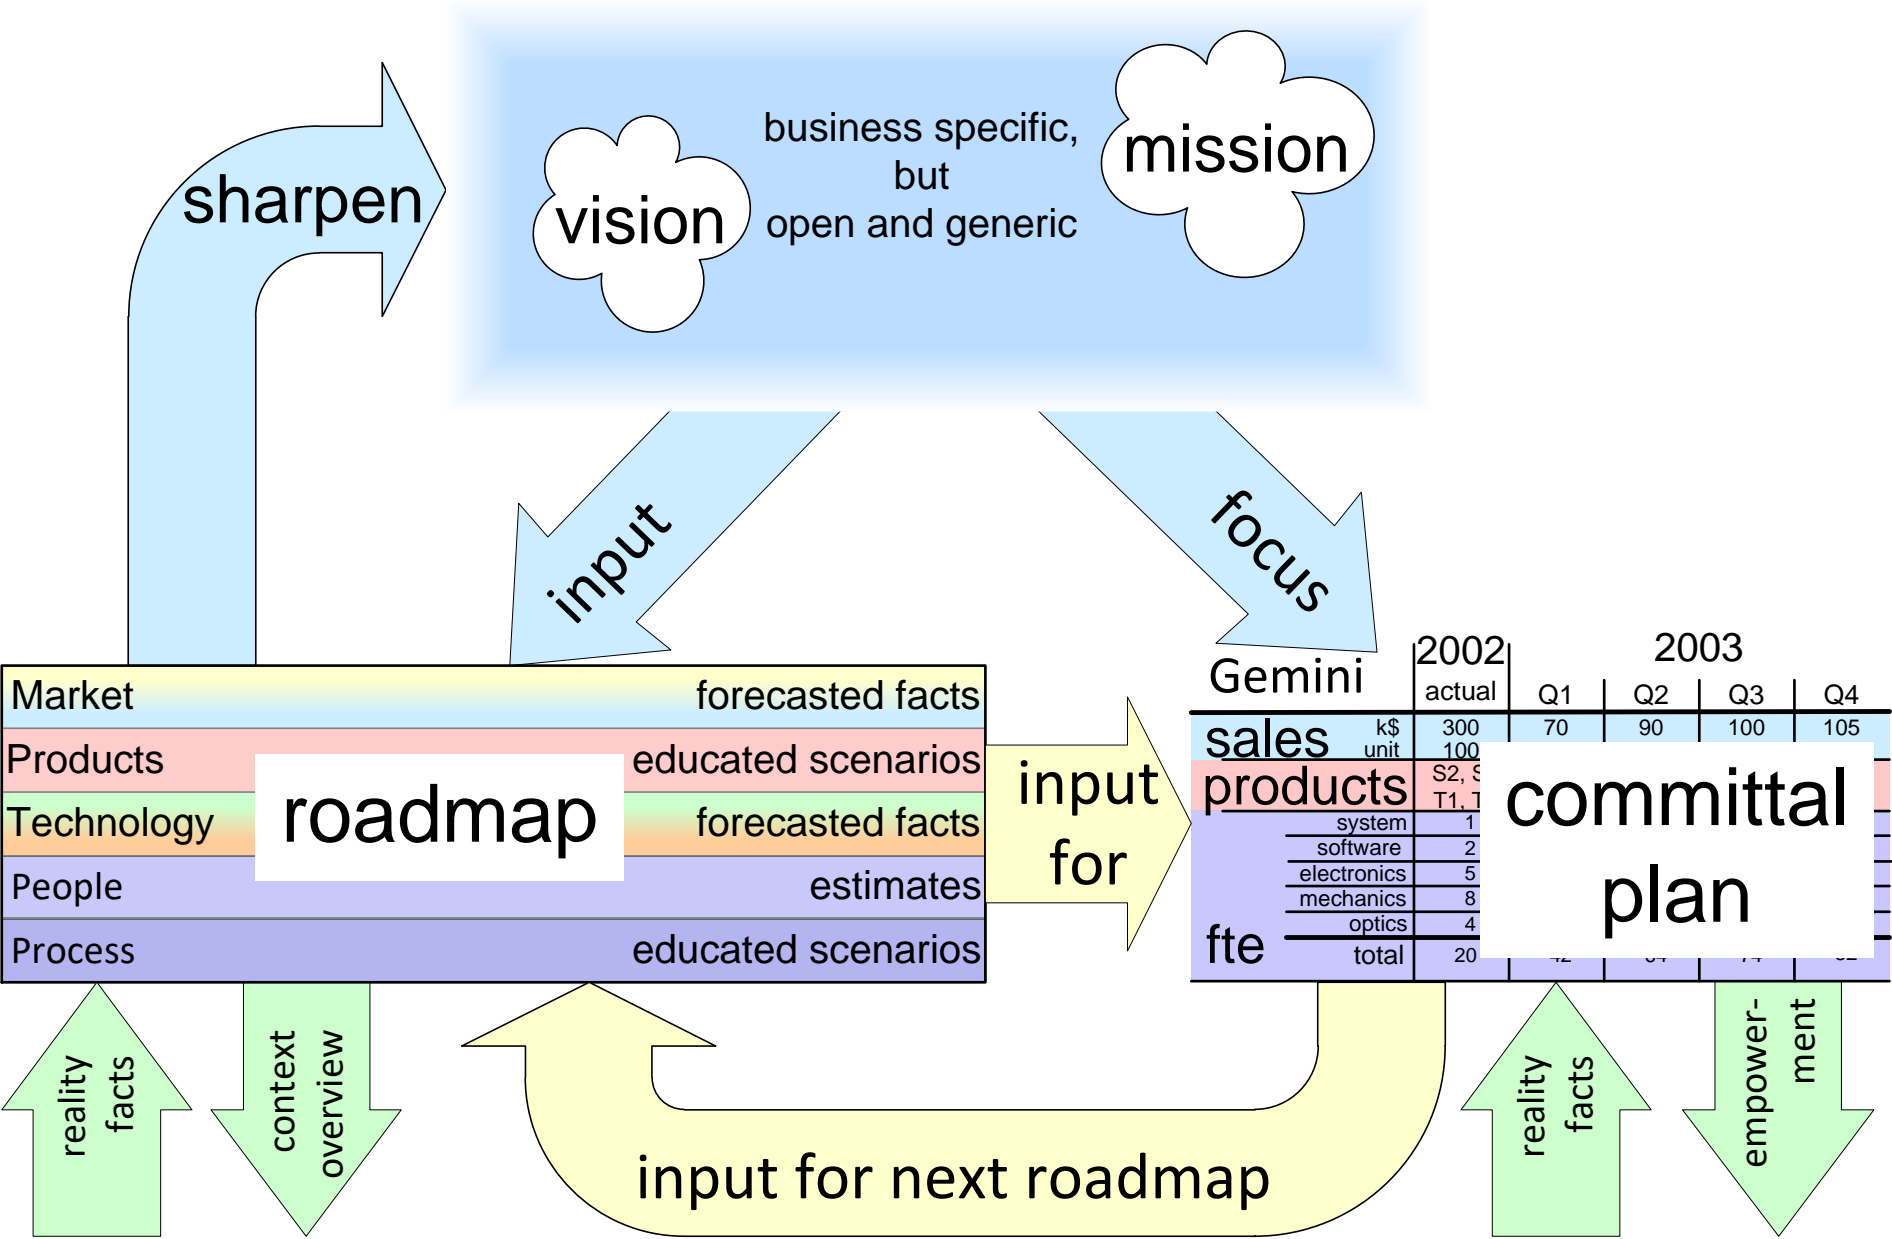 business specific,
but
open and generic
vision
mission
sharpen
input
focus
Market forecasted facts
Products educated scenarios
Technology forecasted facts
People estimates
Process educated scenarios
roadmap
input
for
Gemini
2002 2003
actual Q1 Q2 Q3 Q4
sales k$ 300 70 90 100 105
unit 100
products S2, S
T1, T
system 1
software 2
electronics 5
mechanics 8
optics 4
fte total 20
committal
plan
reality
facts
context
overview
input for next roadmap
reality
facts
empower-
ment